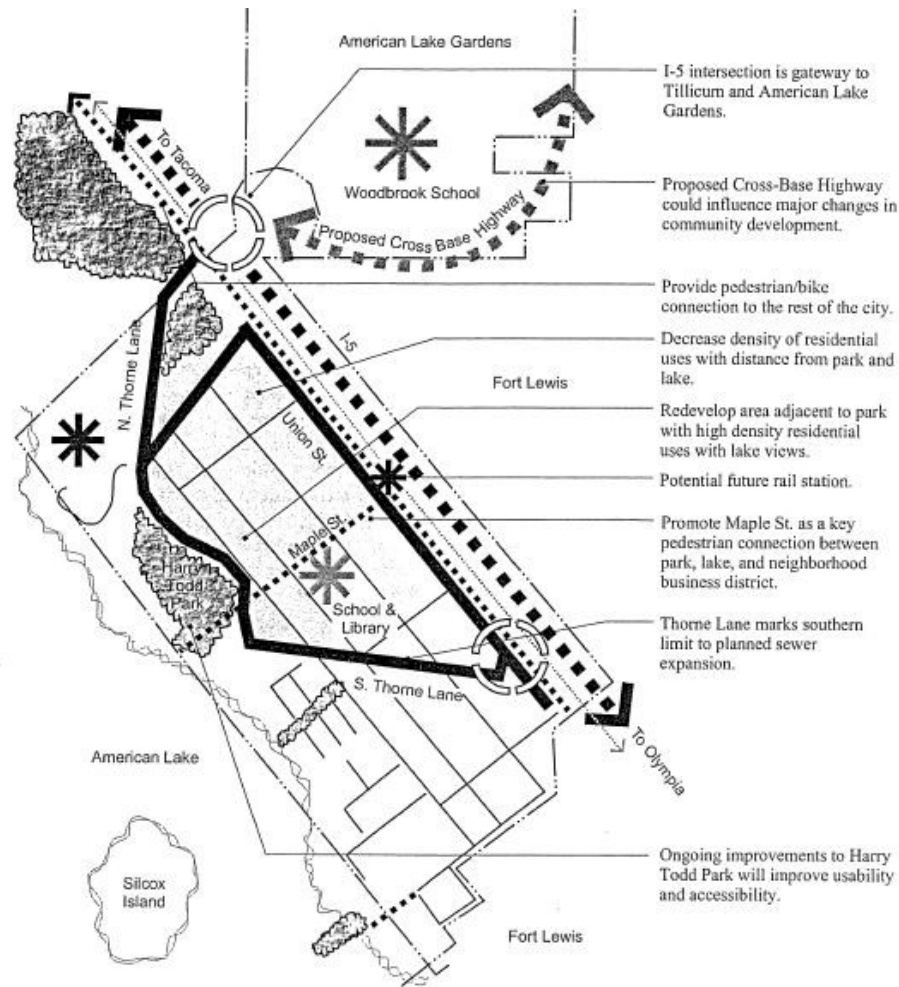 American Lake Gardens
I-5 intersection is gateway to
Tillicum and American Lake
Gardens.
To Tacoma
Woodbrook School
Proposed Cross Base Highway
Proposed Cross-Base Highway
could influence major changes in
community development.
Provide pedestrian/bike
connection to the rest of the city.
N. Thorne Lane
I-5
Decrease density of residential
uses with distance from park and
lake.
Fort Lewis
Union St.
Redevelop area adjacent to park
with high density residential
uses with lake views.
Potential future rail station.
Maple St.
Promote Maple St. as a key
pedestrian connection between
park, lake, and neighborhood
business district.
Harry
Todd
Park
School &
Library
Thorne Lane marks southern
limit to planned sewer
expansion.
S. Thorne Lane
To Olympia
American Lake
Silcox
Island
Ongoing improvements to Harry
Todd Park will improve usability
and accessibility.
Fort Lewis